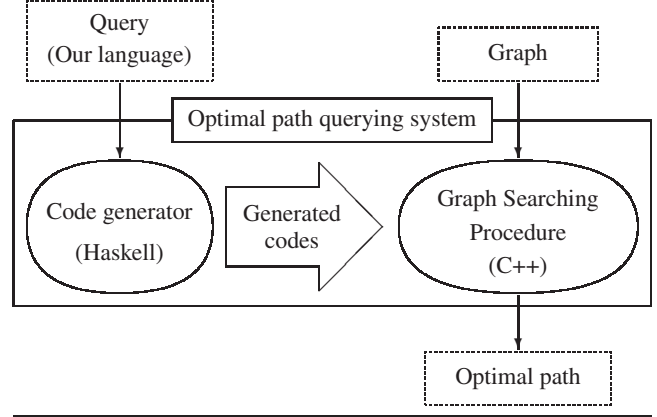 Query
(Our language)
Graph
Optimal path querying system
Code generator
(Haskell)
Generated
codes
Graph Searching
Procedure
(C++)
Optimal path